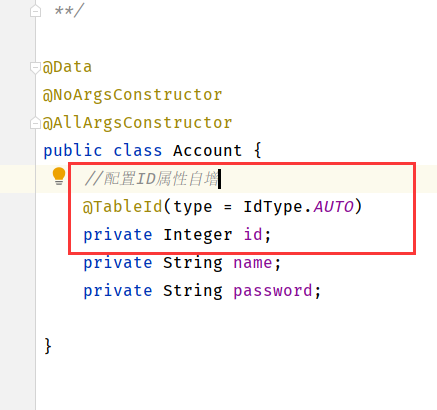 **/
@Data
@NoArgsConstructor
@AllArgsConstructor
public class Account {
//配置ID属性自增
@TableId(type = IdType.AUTO)
private Integer id;
private String name;
private String password;
}